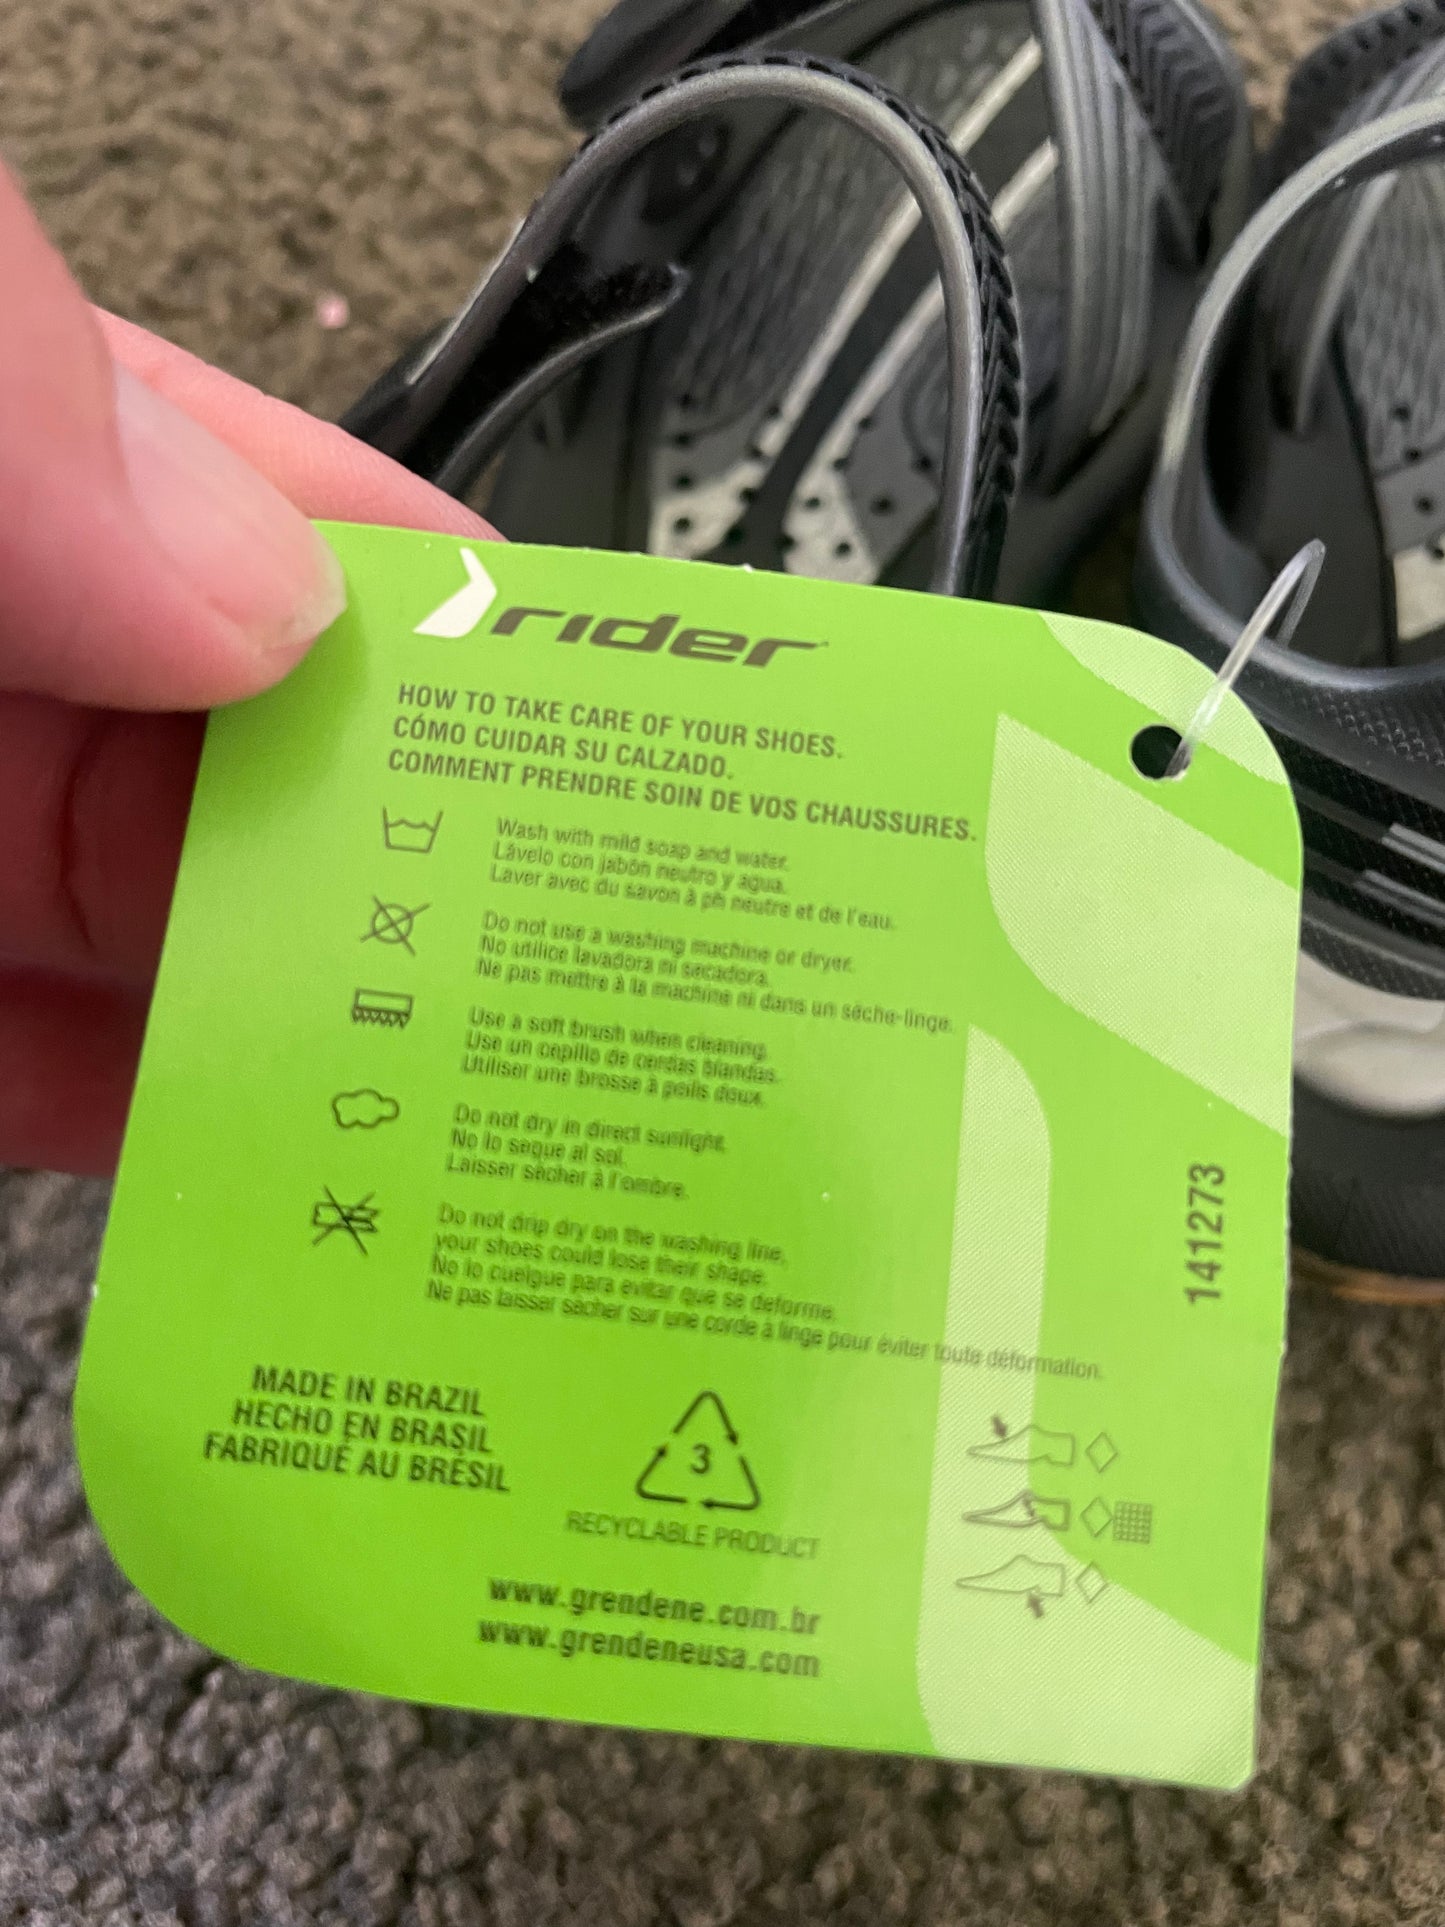 rider
HOW TO TAKE CARE OF YOUR SHOES.
CÓMO CUIDAR SU CALZADO.
COMMENT PRENDRE SOIN DE VOS CHAUSSURES.
Wash with mild soap and water.
Lávelo con jabón neutro y agua.
Laver avec du savon à ph neutre et de l'eau.
Do not use a washing machine or dryer.
No utilice lavadora ni secadora.
Ne pas mettre à la machine ni dans un sèche-linge.
Use a soft brush when cleaning.
Use un cepillo de cerdas blandas.
Utiliser une brosse à poils doux.
Do not dry in direct sunlight.
No lo seque al sol.
Laisser sécher à l'ombre.
Do not drip dry on the washing line,
your shoes could lose their shape.
No lo cuelgue para evitar que se deforme.
Ne pas laisser sécher sur une corde à linge pour éviter toute déformation.
141273
MADE IN BRAZIL
HECHO EN BRASIL
FABRIQUÉ AU BRÉSIL
3
RECYCLABLE PRODUCT
www.grendene.com.br
www.grendeneusa.com